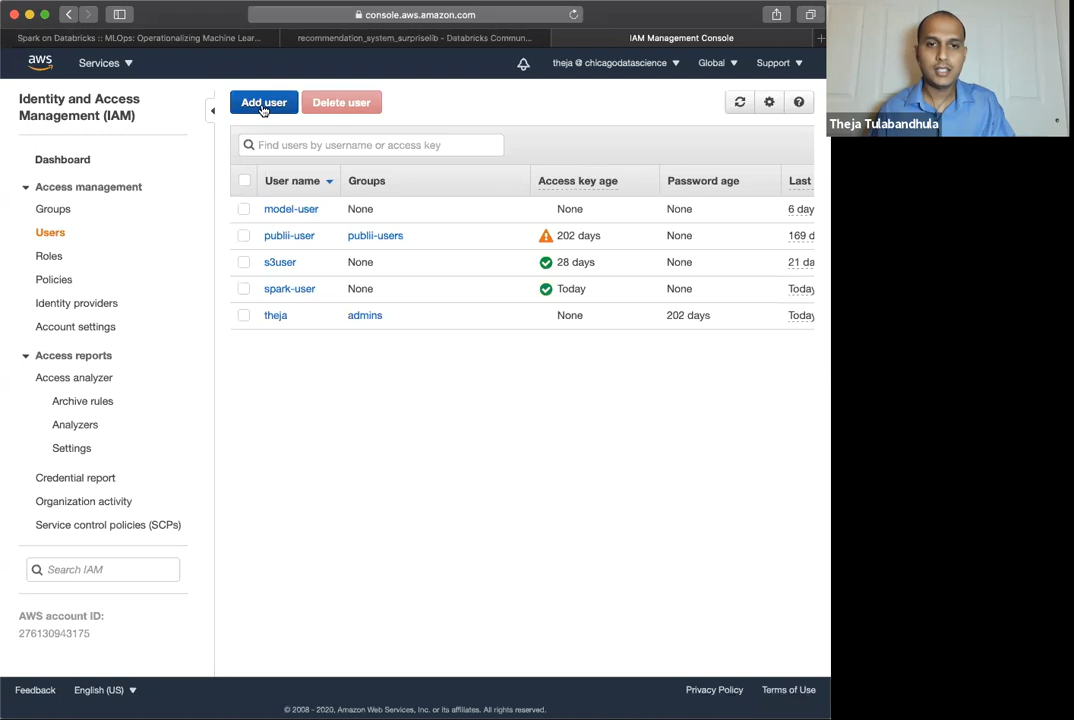 console.aws.amazon.com
Spark on Databricks :: MLOps: Operationalizing Machine Lear...
recommendation_system_surpriselib - Databricks Commun...
IAM Management Console
aws
Services
theja @ chicagodatascience
Global
Support
Theja Tulabandhula
Identity and Access
Management (IAM)
Dashboard
Access management
Groups
Users
Roles
Policies
Identity providers
Account settings
Access reports
Access analyzer
Archive rules
Analyzers
Settings
Credential report
Organization activity
Service control policies (SCPs)
Search IAM
AWS account ID:
276130943175
Add user
Delete user
Find users by username or access key
User name Groups Access key age Password age Last
model-user None None None 6 day
publii-user publii-users 202 days None 169 d
s3user None 28 days None 21 da
spark-user None Today None Today
theja admins None 202 days Today
Feedback
English (US)
Privacy Policy
Terms of Use
© 2008 - 2020, Amazon Web Services, Inc. or its affiliates. All rights reserved.